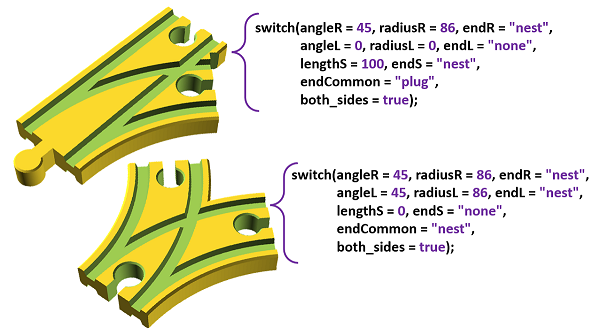 switch(angleR = 45, radiusR = 86, endR = "nest",
angleL = 0, radiusL = 0, endL = "none",
lengthS = 100, endS = "nest",
endCommon = "plug",
both_sides = true);
switch(angleR = 45, radiusR = 86, endR = "nest",
angleL = 45, radiusL = 86, endL = "nest",
lengthS = 0, endS = "none",
endCommon = "nest",
both_sides = true);